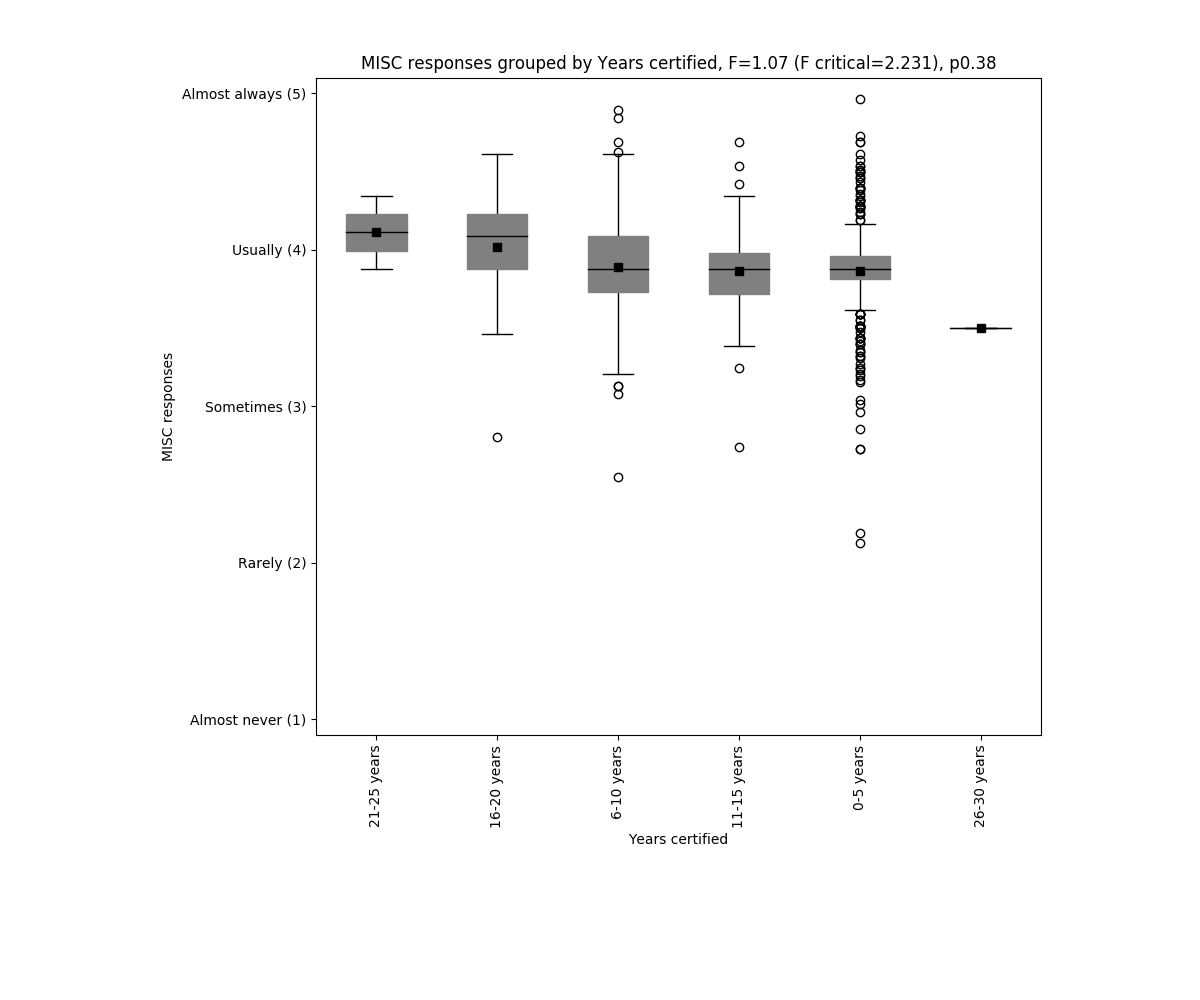 MISC responses grouped by Years certified, F=1.07 (F critical=2.231), p0.38
Almost always (5)
Usually (4)
Sometimes (3)
Rarely (2)
Almost never (1)
MISC responses
21-25 years
16-20 years
6-10 years
11-15 years
0-5 years
26-30 years
Years certified